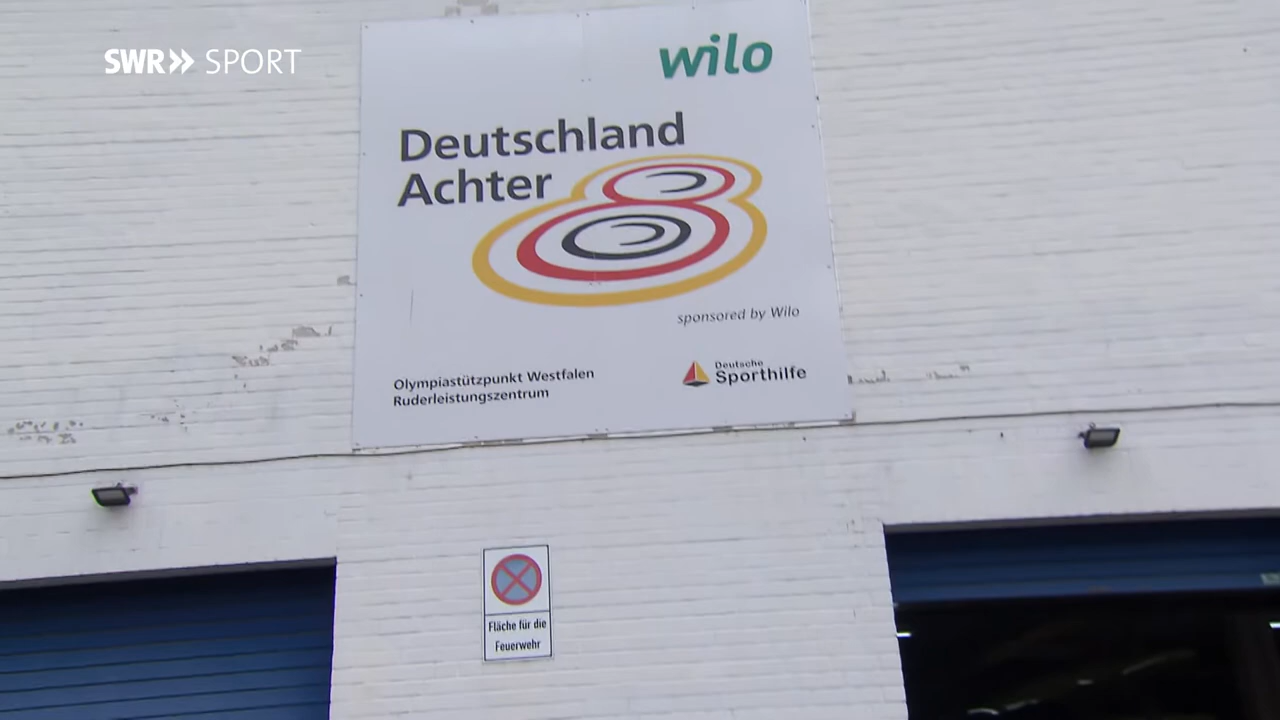 SWR» SPORT
wilo
Deutschland
Achter
sponsored by Wilo
Olympiastützpunkt Westfalen
Ruderleistungszentrum
Deutsche
Sporthilfe
Fläche für die
Feuerwehr